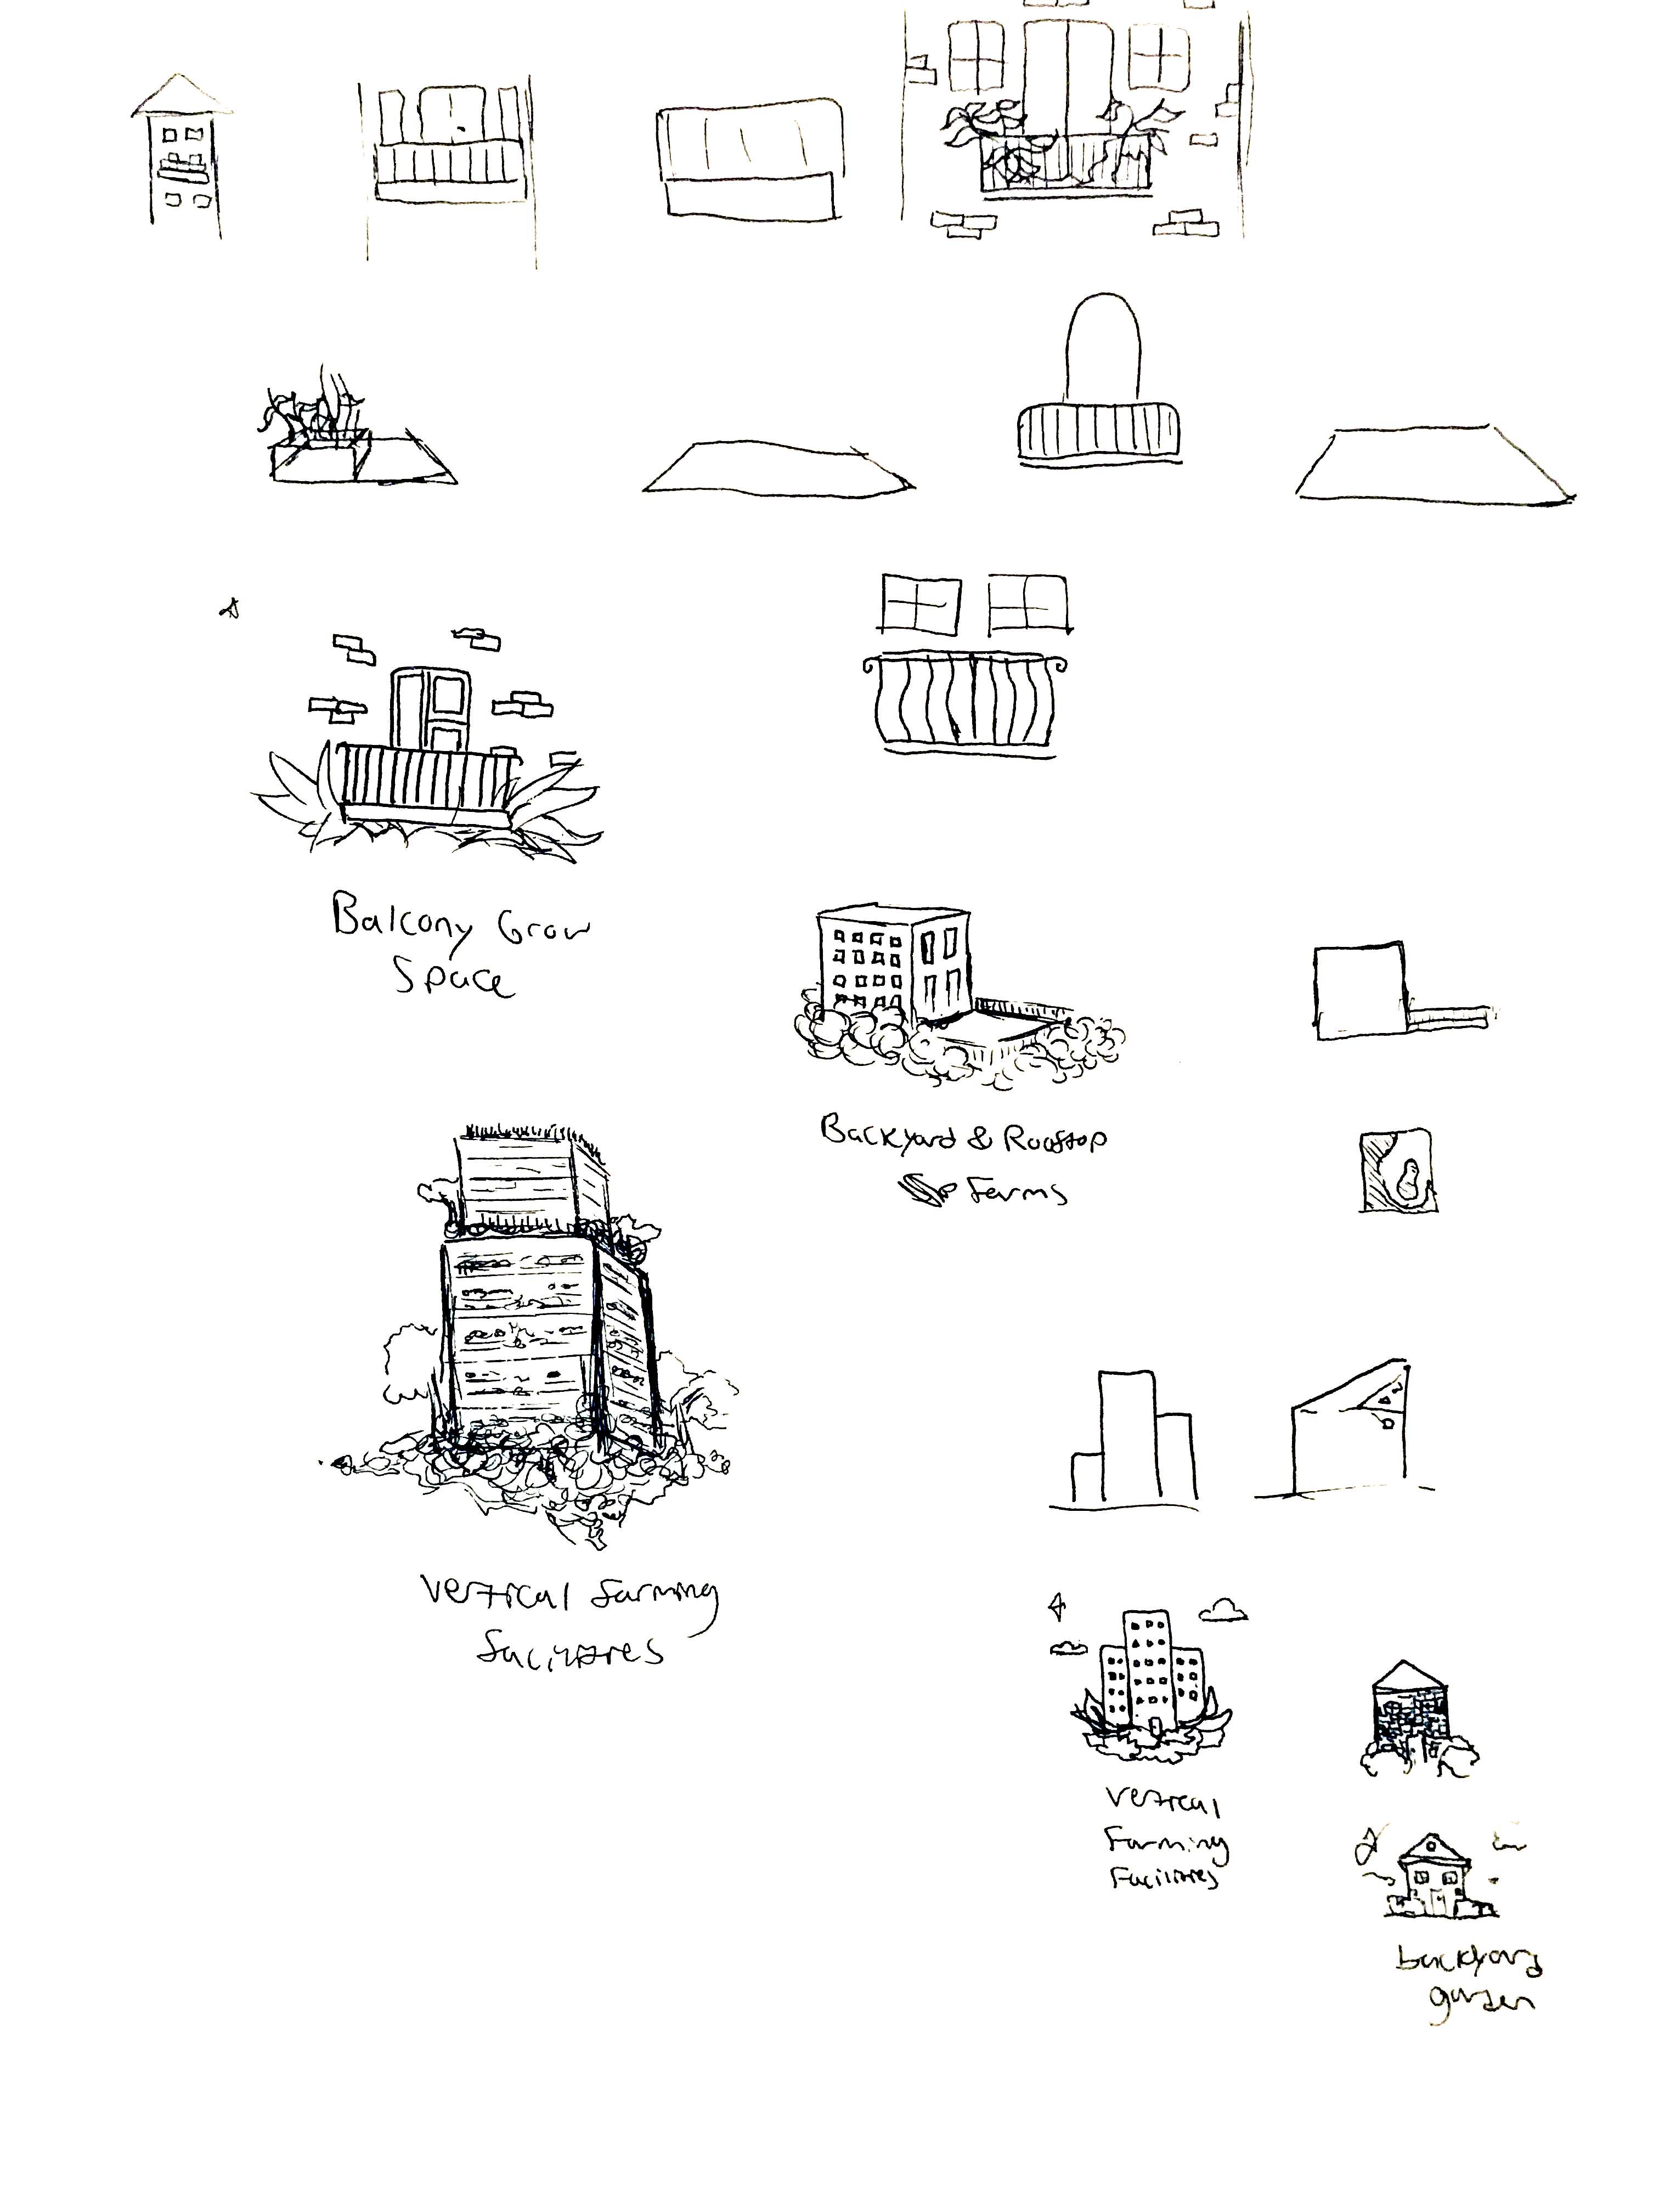 Balcony Grow
Space
Backyard & Rooftop
Farms
Vertical farming
facilities
Vertical
Farming
Facilities
backyard
garden